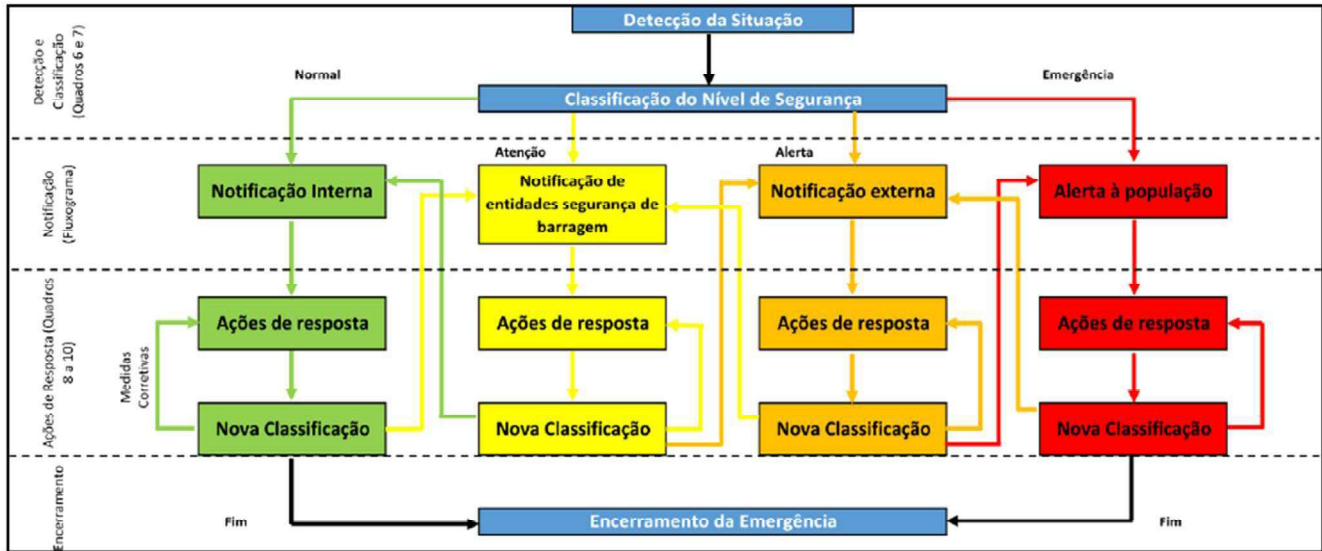 Detecção da Situação
Detecção e
Classificação
(Quadros 6 e 7)
Normal
Emergência
Classificação do Nível de Segurança
Atenção
Alerta
Notificação
(Fluxograma)
Notificação Interna
Notificação de
entidades segurança de
barragem
Notificação externa
Alerta à população
Ações de Resposta (Quadros
8 a 10)
Medidas
Corretivas
Ações de resposta
Ações de resposta
Ações de resposta
Ações de resposta
Nova Classificação
Nova Classificação
Nova Classificação
Nova Classificação
Encerramento
Fim
Encerramento da Emergência
Fim